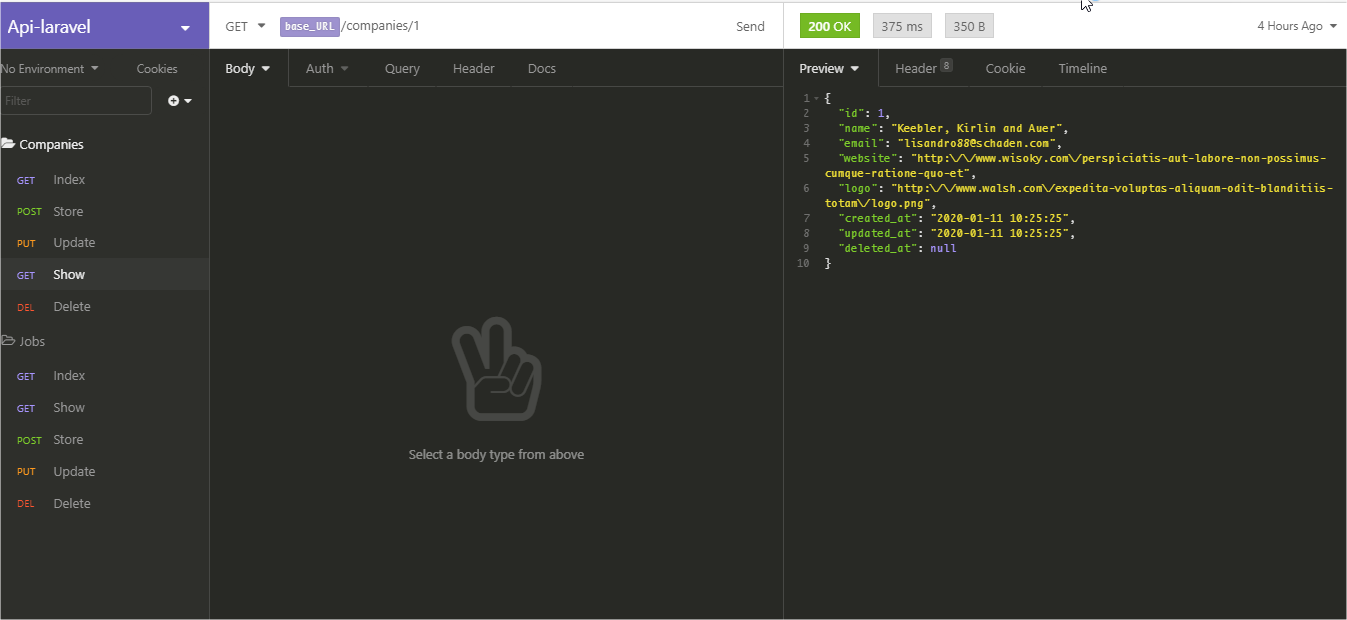 Api-laravel
GET base_URL/companies/1 Send
200 OK 375 ms 350 B 4 Hours Ago
No Environment Cookies
Body Auth Query Header Docs
Preview Header 8 Cookie Timeline
Filter
Companies
GET Index
POST Store
PUT Update
GET Show
DEL Delete
Jobs
GET Index
GET Show
POST Store
PUT Update
DEL Delete
Select a body type from above
1 {
2 "id": 1,
3 "name": "Keebler, Kirlin and Auer",
4 "email": "lisandro88@schaden.com",
5 "website": "http:\/\/www.wisoky.com\/perspiciatis-aut-labore-non-possimus-
cumque-ratione-quo-et",
6 "logo": "http:\/\/www.walsh.com\/expedita-voluptas-aliquam-odit-blanditiis-
totam\/logo.png",
7 "created_at": "2020-01-11 10:25:25",
8 "updated_at": "2020-01-11 10:25:25",
9 "deleted_at": null
10 }